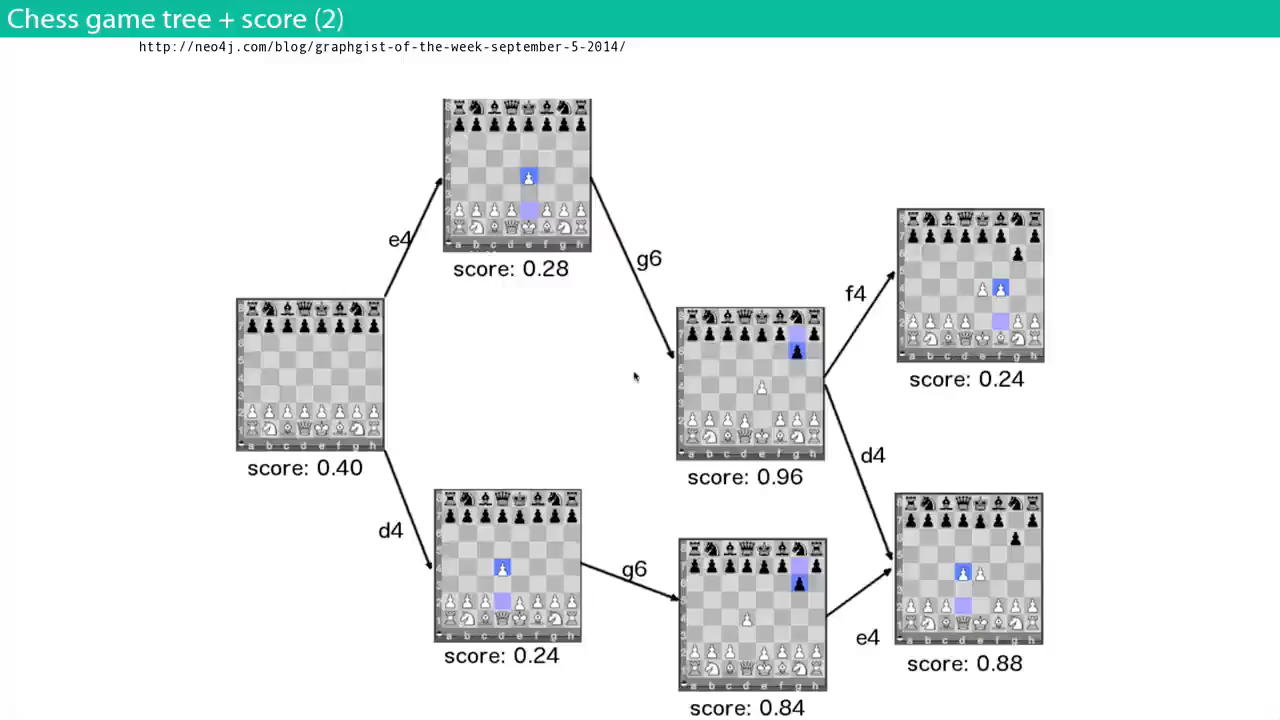 Chess game tree + score (2)
http://neo4j.com/blog/graphgist-of-the-week-september-5-2014/
e4
score: 0.28
g6
f4
score: 0.24
score: 0.40
score: 0.96
d4
d4
g6
score: 0.24
e4
score: 0.88
score: 0.84